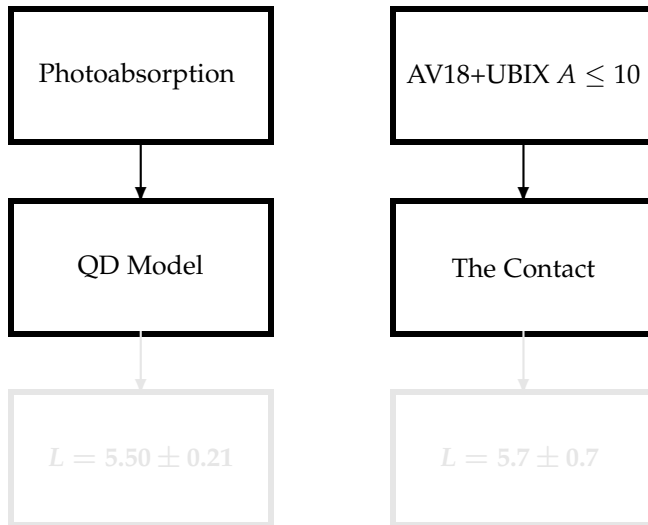 Photoabsorption
AV18+UBIX A ≤ 10
QD Model
The Contact
L = 5.50 ± 0.21
L = 5.7 ± 0.7